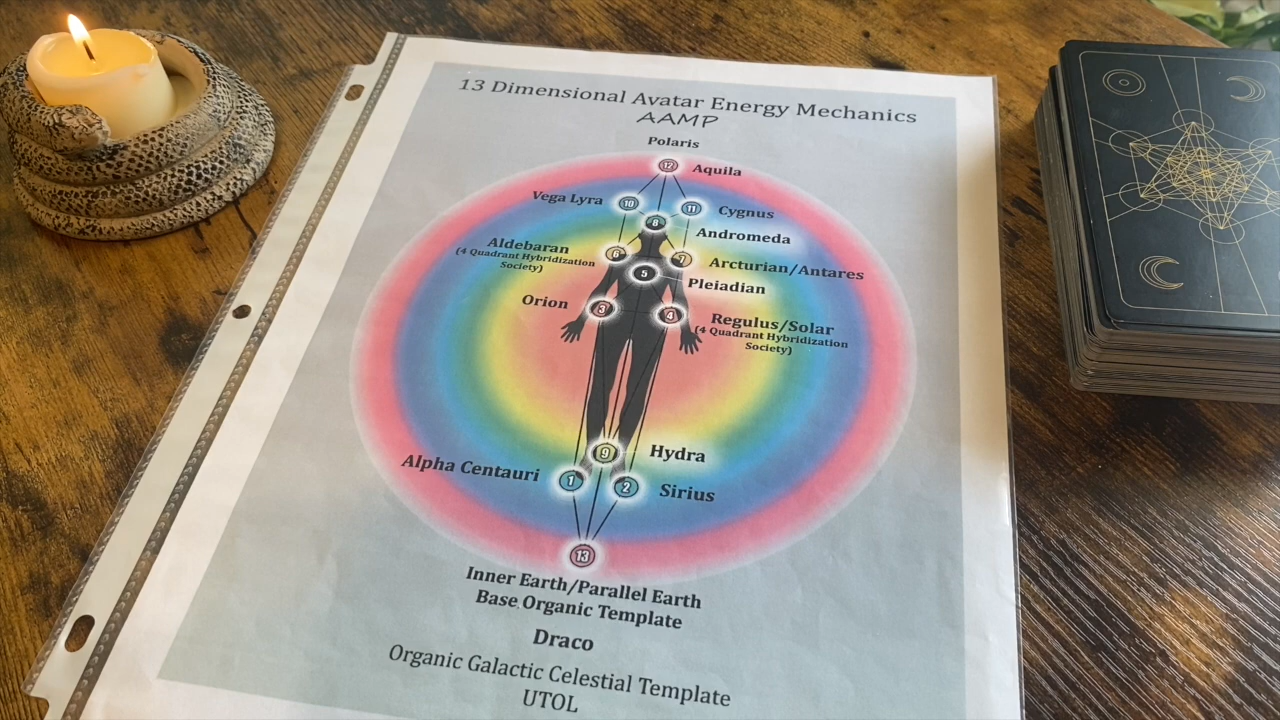 13 Dimensional Avatar Energy Mechanics
AAMP
Polaris
12 Aquila
Vega Lyra 10 11 Cygnus
8 Andromeda
Aldebaran 6 7 Arcturian/Antares
(4 Quadrant Hybridization
Society)
5 Pleiadian
Orion 3 4 Regulus/Solar
(4 Quadrant Hybridization
Society)
9 Hydra
Alpha Centauri 1 2 Sirius
13
Inner Earth/Parallel Earth
Base Organic Template
Draco
Organic Galactic Celestial Template
UTOL